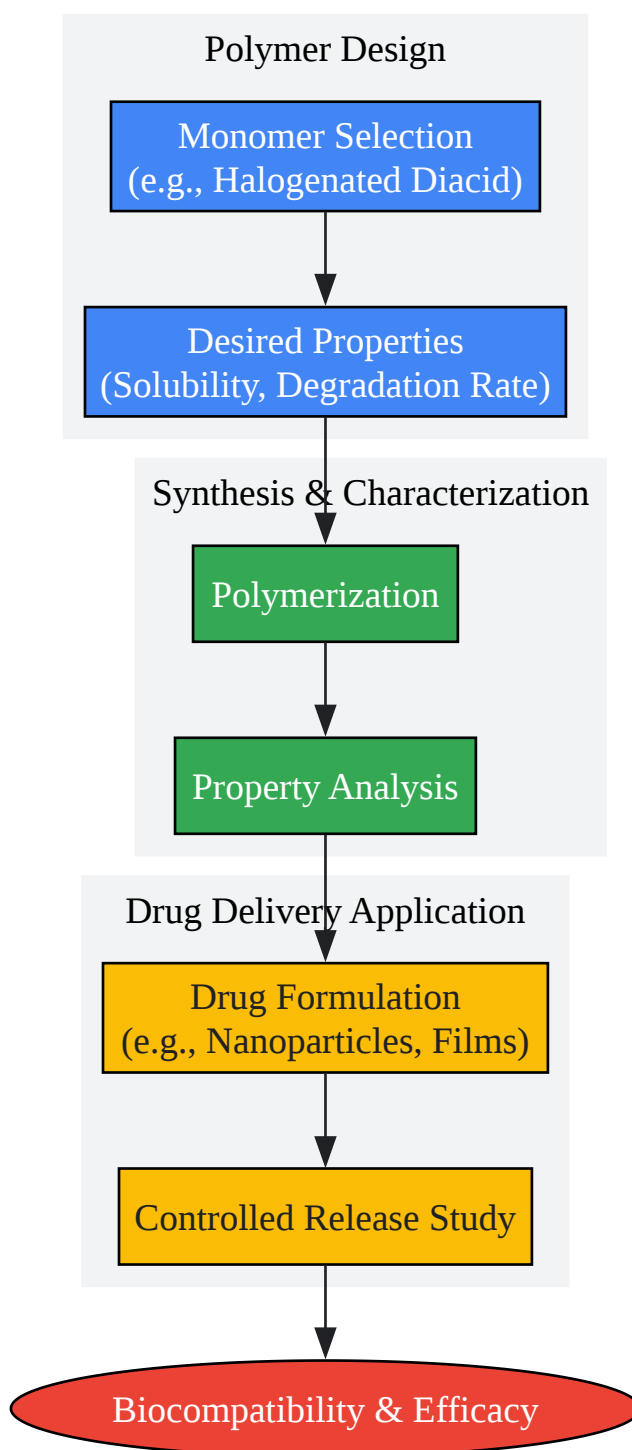 Polymer Design
Monomer Selection
(e.g., Halogenated Diacid)
Desired Properties
(Solubility, Degradation Rate)
Synthesis & Characterization
Polymerization
Property Analysis
Drug Delivery Application
Drug Formulation
(e.g., Nanoparticles, Films)
Controlled Release Study
Biocompatibility & Efficacy